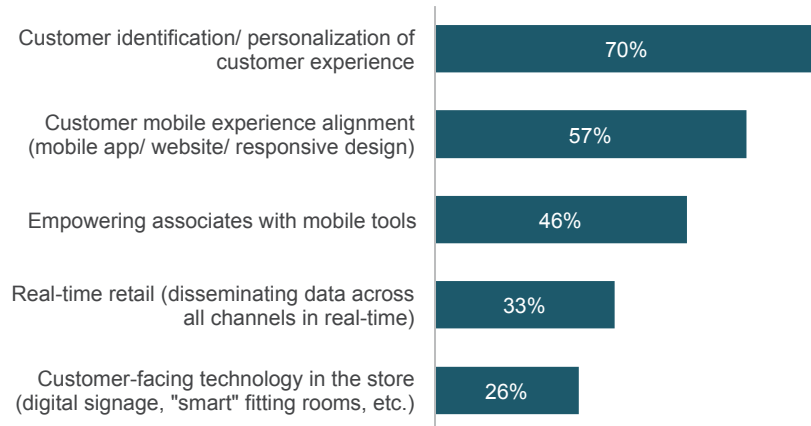 Customer identification/ personalization of
customer experience
70%
Customer mobile experience alignment
(mobile app/ website/ responsive design)
57%
Empowering associates with mobile tools
46%
Real-time retail (disseminating data across
all channels in real-time)
33%
Customer-facing technology in the store
(digital signage, "smart" fitting rooms, etc.)
26%